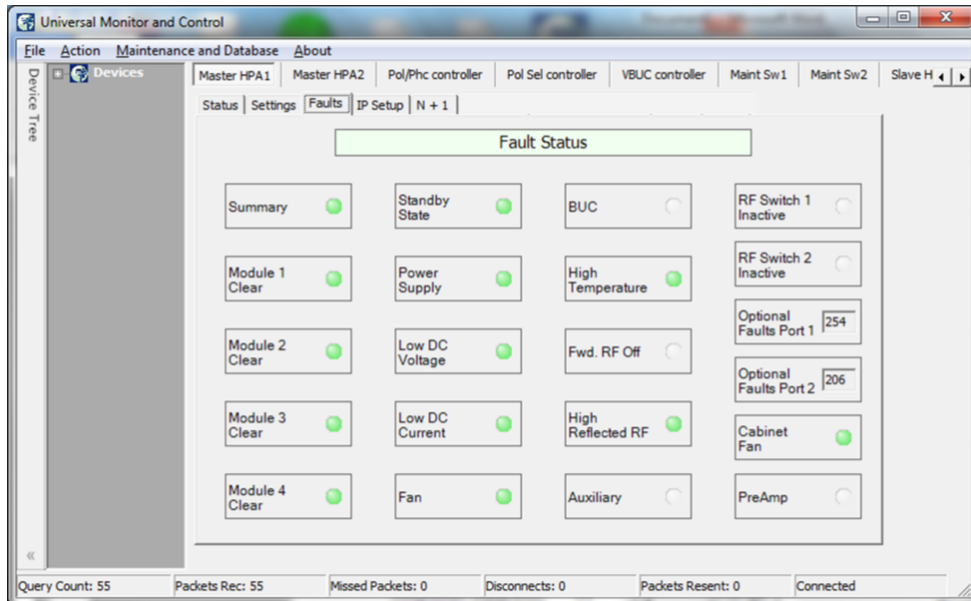 Universal Monitor and Control
File Action Maintenance and Database About
Device Tree
Devices
Master HPA1 Master HPA2 Pol/Phc controller Pol Sel controller VBUC controller Maint Sw1 Maint Sw2 Slave H
Status Settings Faults IP Setup N + 1
Fault Status
Summary
Standby
State
BUC
RF Switch 1
Inactive
RF Switch 2
Inactive
Module 1
Clear
Power
Supply
High
Temperature
Optional
Faults Port 1 254
Module 2
Clear
Low DC
Voltage
Fwd. RF Off
Optional
Faults Port 2 206
Module 3
Clear
Low DC
Current
High
Reflected RF
Cabinet
Fan
Module 4
Clear
Fan
Auxiliary
PreAmp
Query Count: 55 Packets Rec: 55 Missed Packets: 0 Disconnects: 0 Packets Resent: 0 Connected